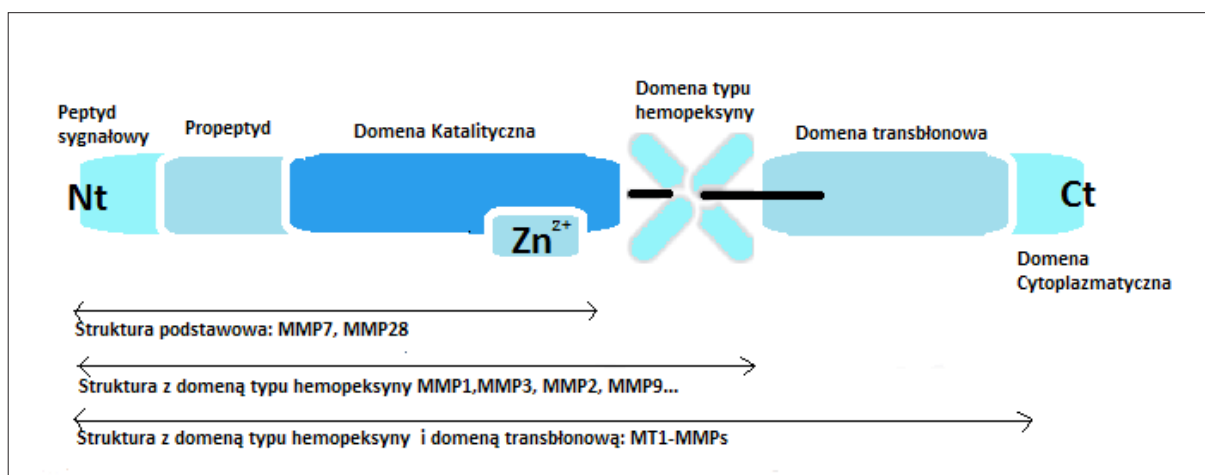 Peptyd
sygnałowy
Propeptyd
Domena Katalityczna
Domena typu
hemopeksyny
Domena transbłonowa
Nt
Zn2+
Ct
Domena
Cytoplazmatyczna
Struktura podstawowa: MMP7, MMP28
Struktura z domeną typu hemopeksyny MMP1,MMP3, MMP2, MMP9...
Struktura z domeną typu hemopeksyny i domeną transbłonową: MT1-MMPs